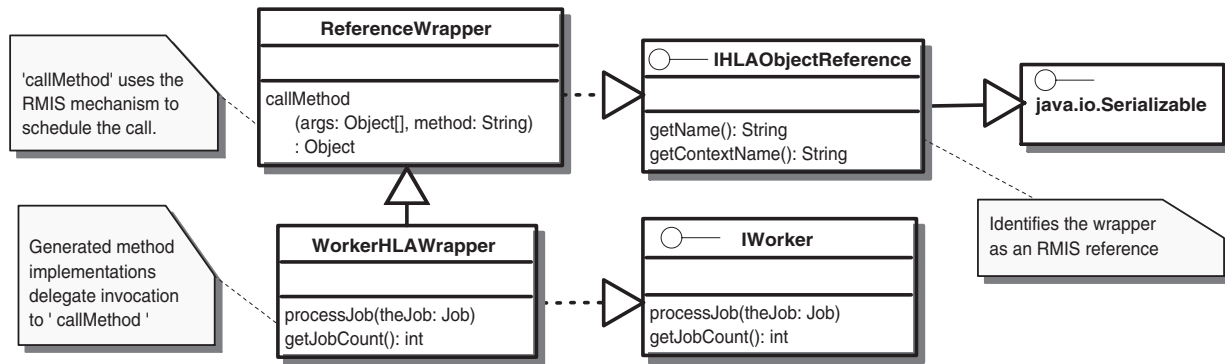 'callMethod' uses the
RMIS mechanism to
schedule the call.
ReferenceWrapper
callMethod
(args: Object[], method: String)
: Object
IHLAObjectReference
getName(): String
getContextName(): String
java.io.Serializable
Generated method
implementations
delegate invocation
to ' callMethod '
WorkerHLAWrapper
processJob(theJob: Job)
getJobCount(): int
IWorker
processJob(theJob: Job)
getJobCount(): int
Identifies the wrapper
as an RMIS reference